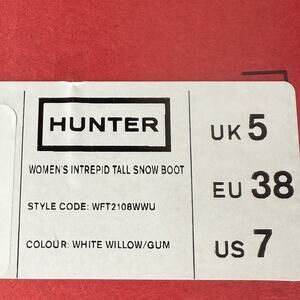 HUNTER
WOMEN'S INTREPID TALL SNOW BOOT
STYLE CODE: WFT2108WWU
COLOUR: WHITE WILLOW/GUM
UK 5
EU 38
US 7